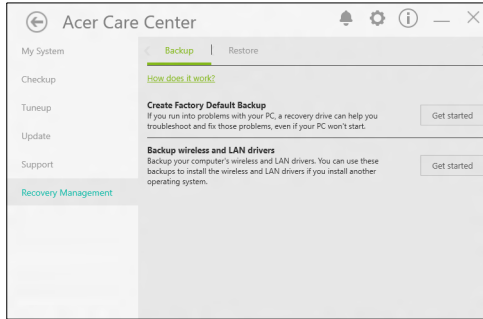 Acer Care Center
My System
Checkup
Tuneup
Update
Support
Recovery Management
Backup
Restore
How does it work?
Create Factory Default Backup
If you run into problems with your PC, a recovery drive can help you
troubleshoot and fix those problems, even if your PC won't start.
Get started
Backup wireless and LAN drivers
Backup your computer's wireless and LAN drivers. You can use these
backups to install the wireless and LAN drivers if you install another
operating system.
Get started